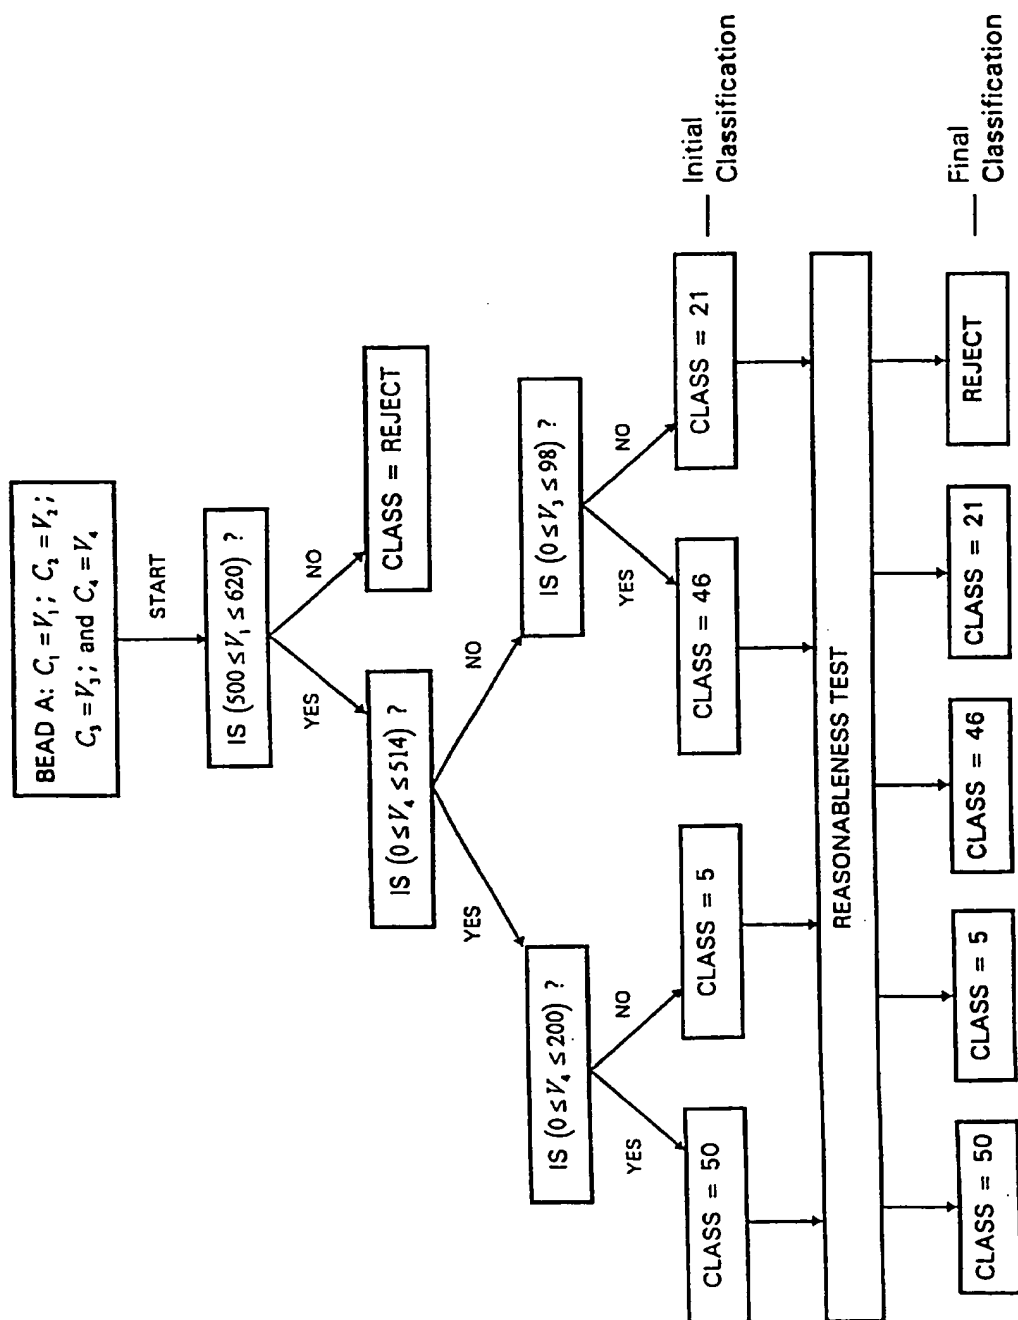 BEAD A: C₁ = V₁; C₂ = V₂;
C₃ = V₃; and C₄ = V₄
START
IS (500 ≤ V₁ ≤ 620) ?
YES
NO
IS (0 ≤ V₄ ≤ 514) ?
CLASS = REJECT
YES
NO
IS (0 ≤ V₄ ≤ 200) ?
IS (0 ≤ V₃ ≤ 98) ?
YES
NO
YES
NO
CLASS = 50
CLASS = 5
CLASS = 46
CLASS = 21
Initial
Classification
REASONABLENESS TEST
CLASS = 50
CLASS = 5
CLASS = 46
CLASS = 21
REJECT
Final
Classification